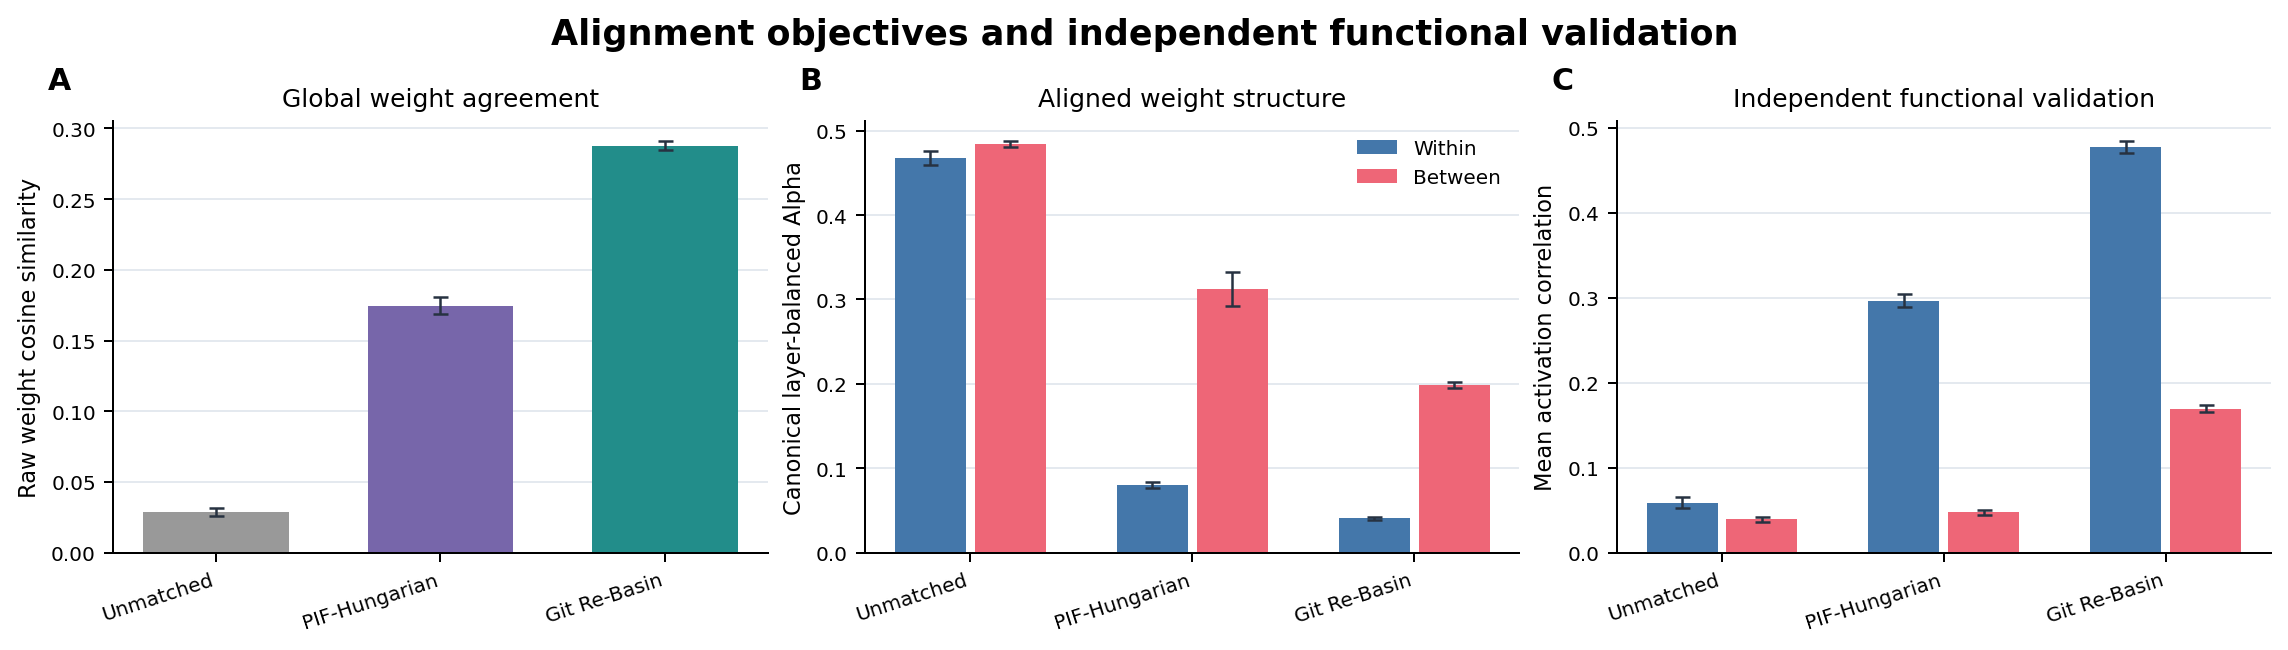 Alignment objectives and independent functional validation
A
Global weight agreement
Raw weight cosine similarity
0.30
0.25
0.20
0.15
0.10
0.05
0.00
Unmatched
PIF-Hungarian
Git Re-Basin
B
Aligned weight structure
Canonical layer-balanced Alpha
0.5
0.4
0.3
0.2
0.1
0.0
Within
Between
Unmatched
PIF-Hungarian
Git Re-Basin
C
Independent functional validation
Mean activation correlation
0.5
0.4
0.3
0.2
0.1
0.0
Unmatched
PIF-Hungarian
Git Re-Basin